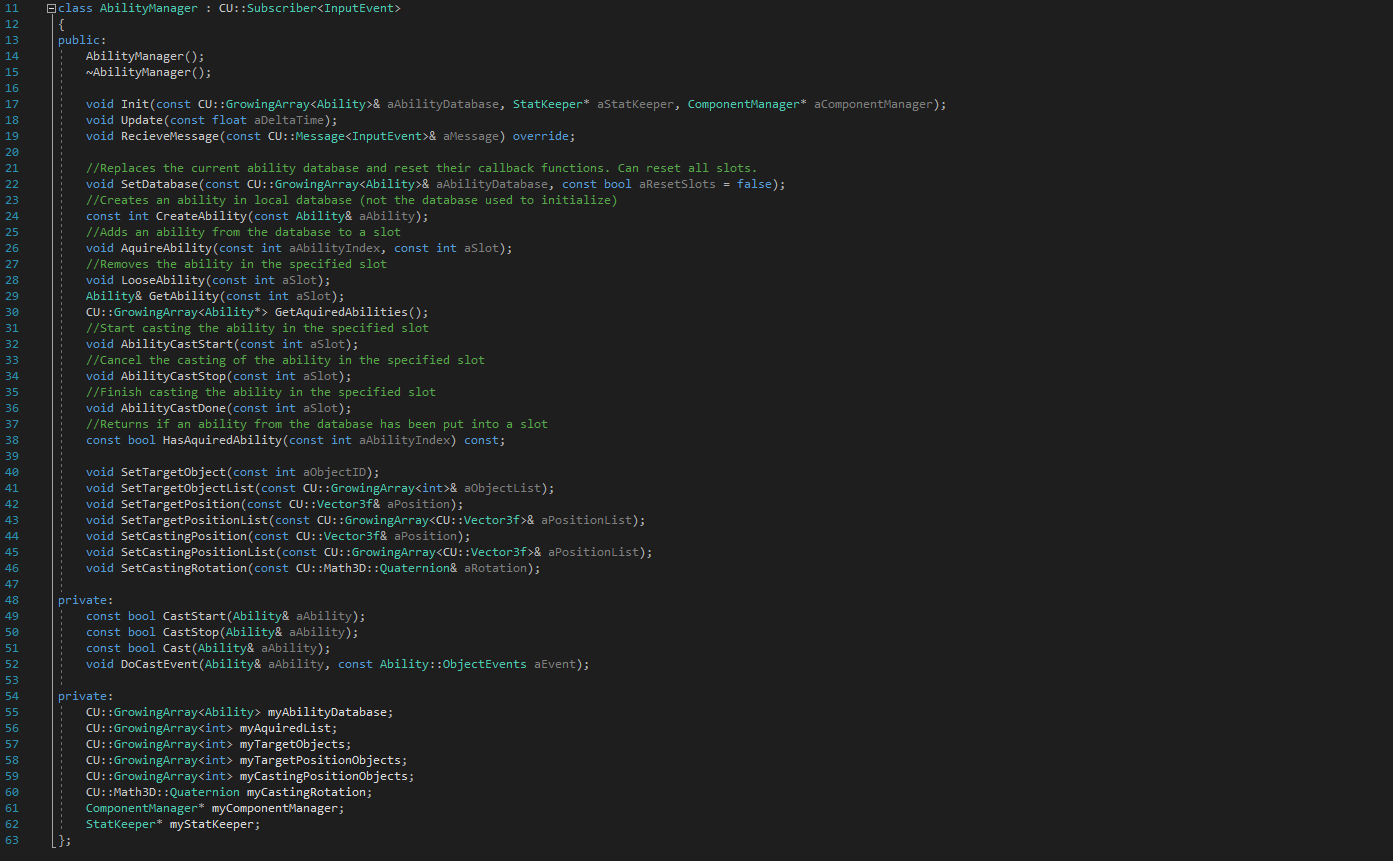 11 class AbilityManager : CU::Subscriber<InputEvent>
12 {
13 public:
14     AbilityManager();
15     ~AbilityManager();
16
17     void Init(const CU::GrowingArray<Ability>& aAbilityDatabase, StatKeeper* aStatKeeper, ComponentManager* aComponentManager);
18     void Update(const float aDeltaTime);
19     void RecieveMessage(const CU::Message<InputEvent>& aMessage) override;
20
21     //Replaces the current ability database and reset their callback functions. Can reset all slots.
22     void SetDatabase(const CU::GrowingArray<Ability>& aAbilityDatabase, const bool aResetSlots = false);
23     //Creates an ability in local database (not the database used to initialize)
24     const int CreateAbility(const Ability& aAbility);
25     //Adds an ability from the database to a slot
26     void AquireAbility(const int aAbilityIndex, const int aSlot);
27     //Removes the ability in the specified slot
28     void LooseAbility(const int aSlot);
29     Ability& GetAbility(const int aSlot);
30     CU::GrowingArray<Ability*> GetAquiredAbilities();
31     //Start casting the ability in the specified slot
32     void AbilityCastStart(const int aSlot);
33     //Cancel the casting of the ability in the specified slot
34     void AbilityCastStop(const int aSlot);
35     //Finish casting the ability in the specified slot
36     void AbilityCastDone(const int aSlot);
37     //Returns if an ability from the database has been put into a slot
38     const bool HasAquiredAbility(const int aAbilityIndex) const;
39
40     void SetTargetObject(const int aObjectID);
41     void SetTargetObjectList(const CU::GrowingArray<int>& aObjectList);
42     void SetTargetPosition(const CU::Vector3f& aPosition);
43     void SetTargetPositionList(const CU::GrowingArray<CU::Vector3f>& aPositionList);
44     void SetCastingPosition(const CU::Vector3f& aPosition);
45     void SetCastingPositionList(const CU::GrowingArray<CU::Vector3f>& aPositionList);
46     void SetCastingRotation(const CU::Math3D::Quaternion& aRotation);
47
48 private:
49     const bool CastStart(Ability& aAbility);
50     const bool CastStop(Ability& aAbility);
51     const bool Cast(Ability& aAbility);
52     void DoCastEvent(Ability& aAbility, const Ability::ObjectEvents aEvent);
53
54 private:
55     CU::GrowingArray<Ability> myAbilityDatabase;
56     CU::GrowingArray<int> myAquiredList;
57     CU::GrowingArray<int> myTargetObjects;
58     CU::GrowingArray<int> myTargetPositionObjects;
59     CU::GrowingArray<int> myCastingPositionObjects;
60     CU::Math3D::Quaternion myCastingRotation;
61     ComponentManager* myComponentManager;
62     StatKeeper* myStatKeeper;
63 };